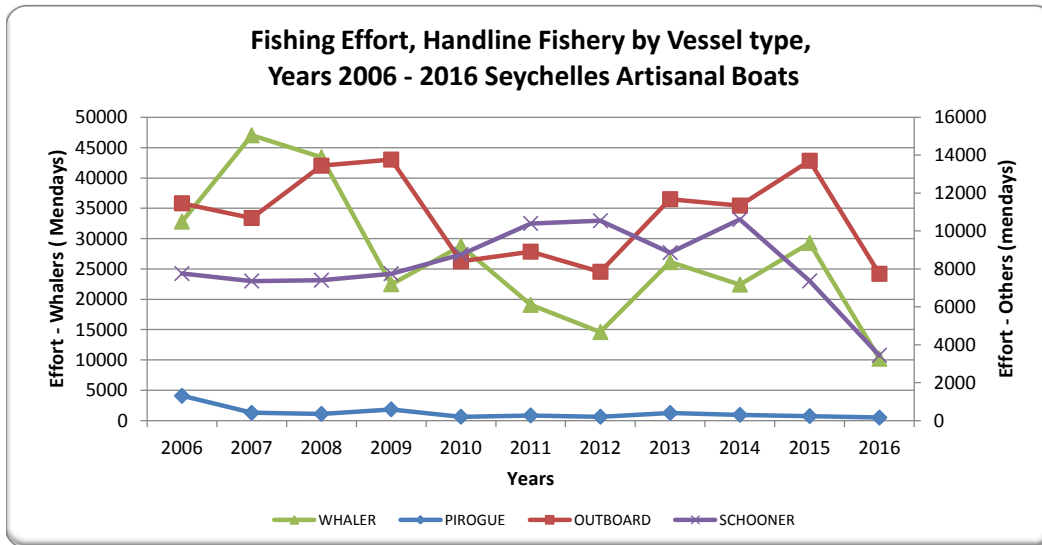 Fishing Effort, Handline Fishery by Vessel type,
Years 2006 - 2016 Seychelles Artisanal Boats
Effort - Whalers ( Mendays)
50000
45000
40000
35000
30000
25000
20000
15000
10000
5000
0
16000
14000
12000
10000
8000
6000
4000
2000
0
Effort - Others (mendays)
2006 2007 2008 2009 2010 2011 2012 2013 2014 2015 2016
Years
WHALER PIROGUE OUTBOARD SCHOONER